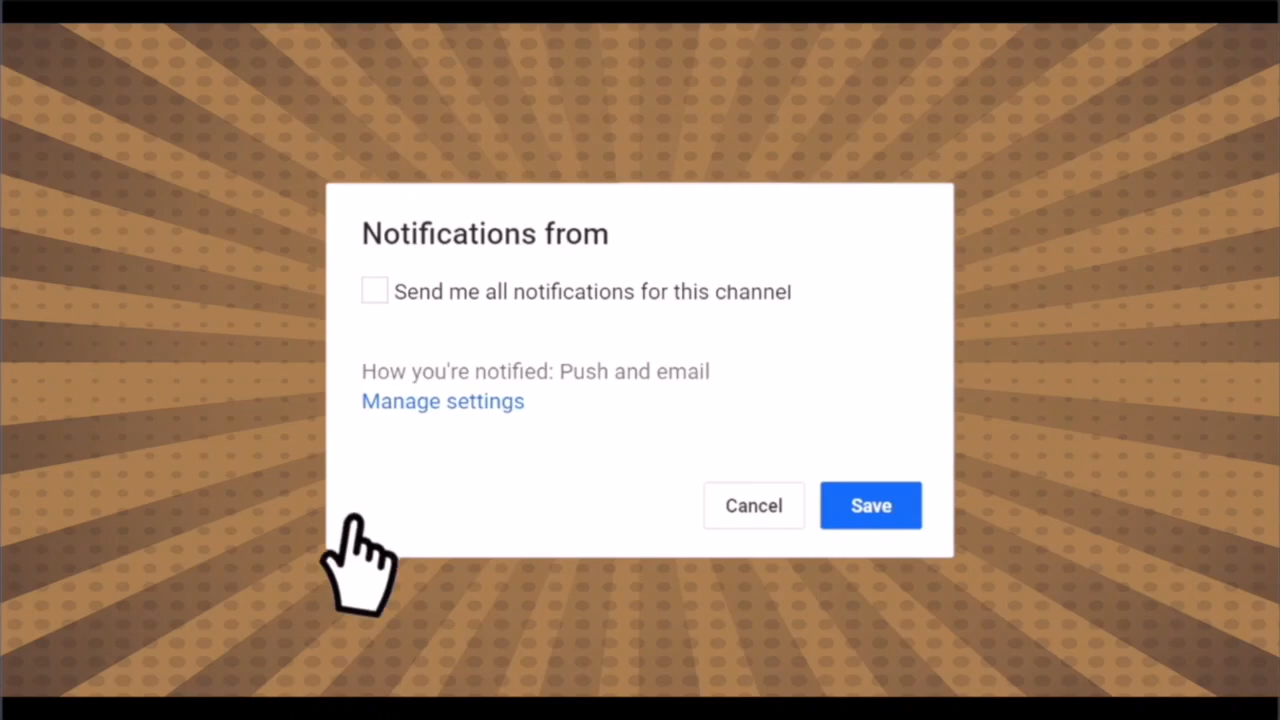 Notifications from
Send me all notifications for this channel
How you're notified: Push and email
Manage settings
Cancel
Save